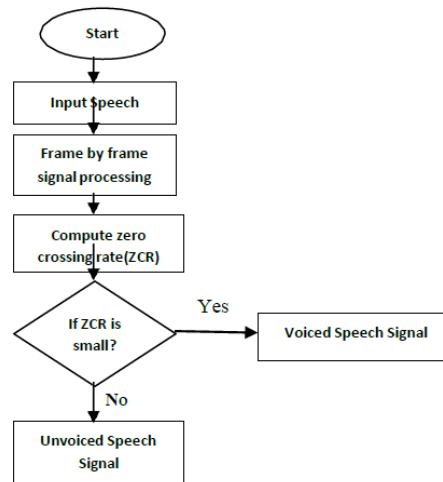 Start
Input Speech
Frame by frame
signal processing
Compute zero
crossing rate(ZCR)
If ZCR is
small?
Yes
Voiced Speech Signal
No
Unvoiced Speech
Signal